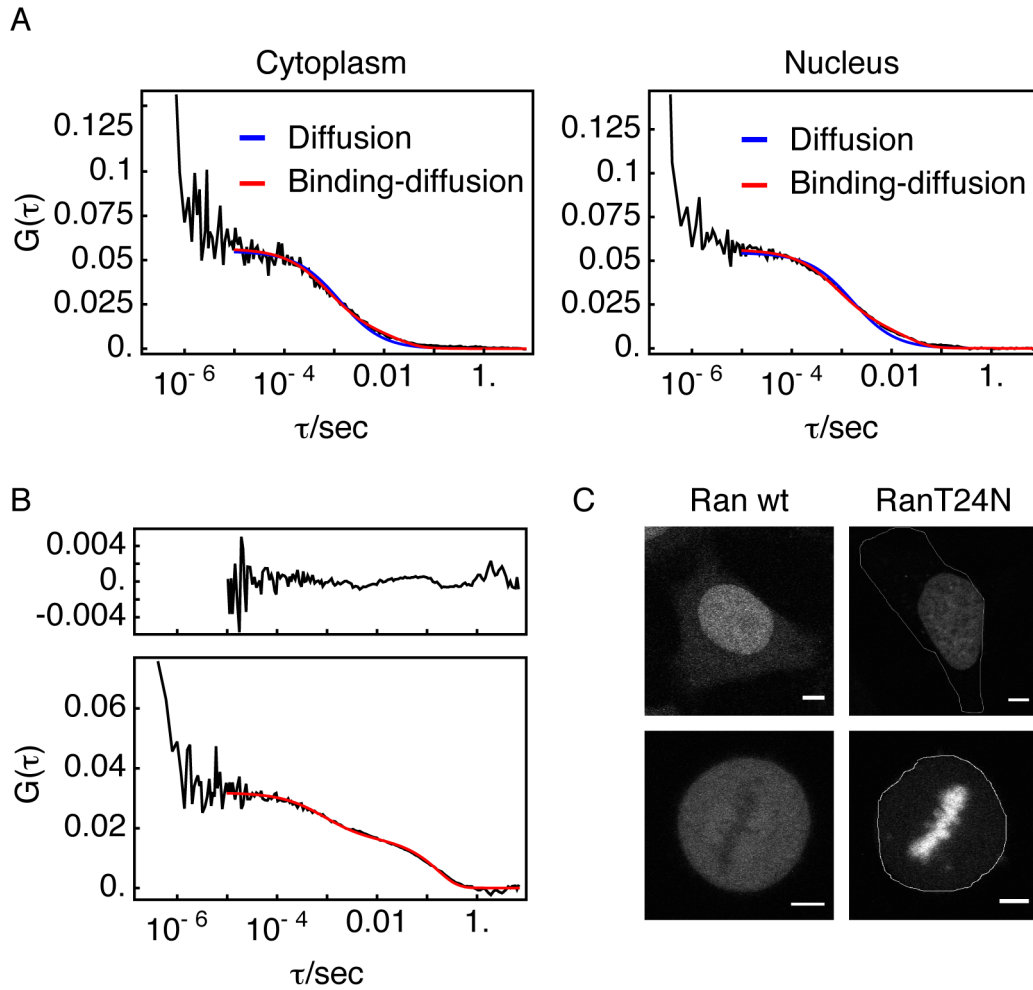 A
Cytoplasm
Nucleus
G(τ)
0.125
0.1
0.075
0.05
0.025
0.
Diffusion
Binding-diffusion
10-6
10-4
0.01
1.
τ/sec
0.125
0.1
0.075
0.05
0.025
0.
Diffusion
Binding-diffusion
10-6
10-4
0.01
1.
τ/sec
B
0.004
0.
-0.004
G(τ)
0.06
0.04
0.02
0.
10-6
10-4
0.01
1.
τ/sec
C
Ran wt
RanT24N